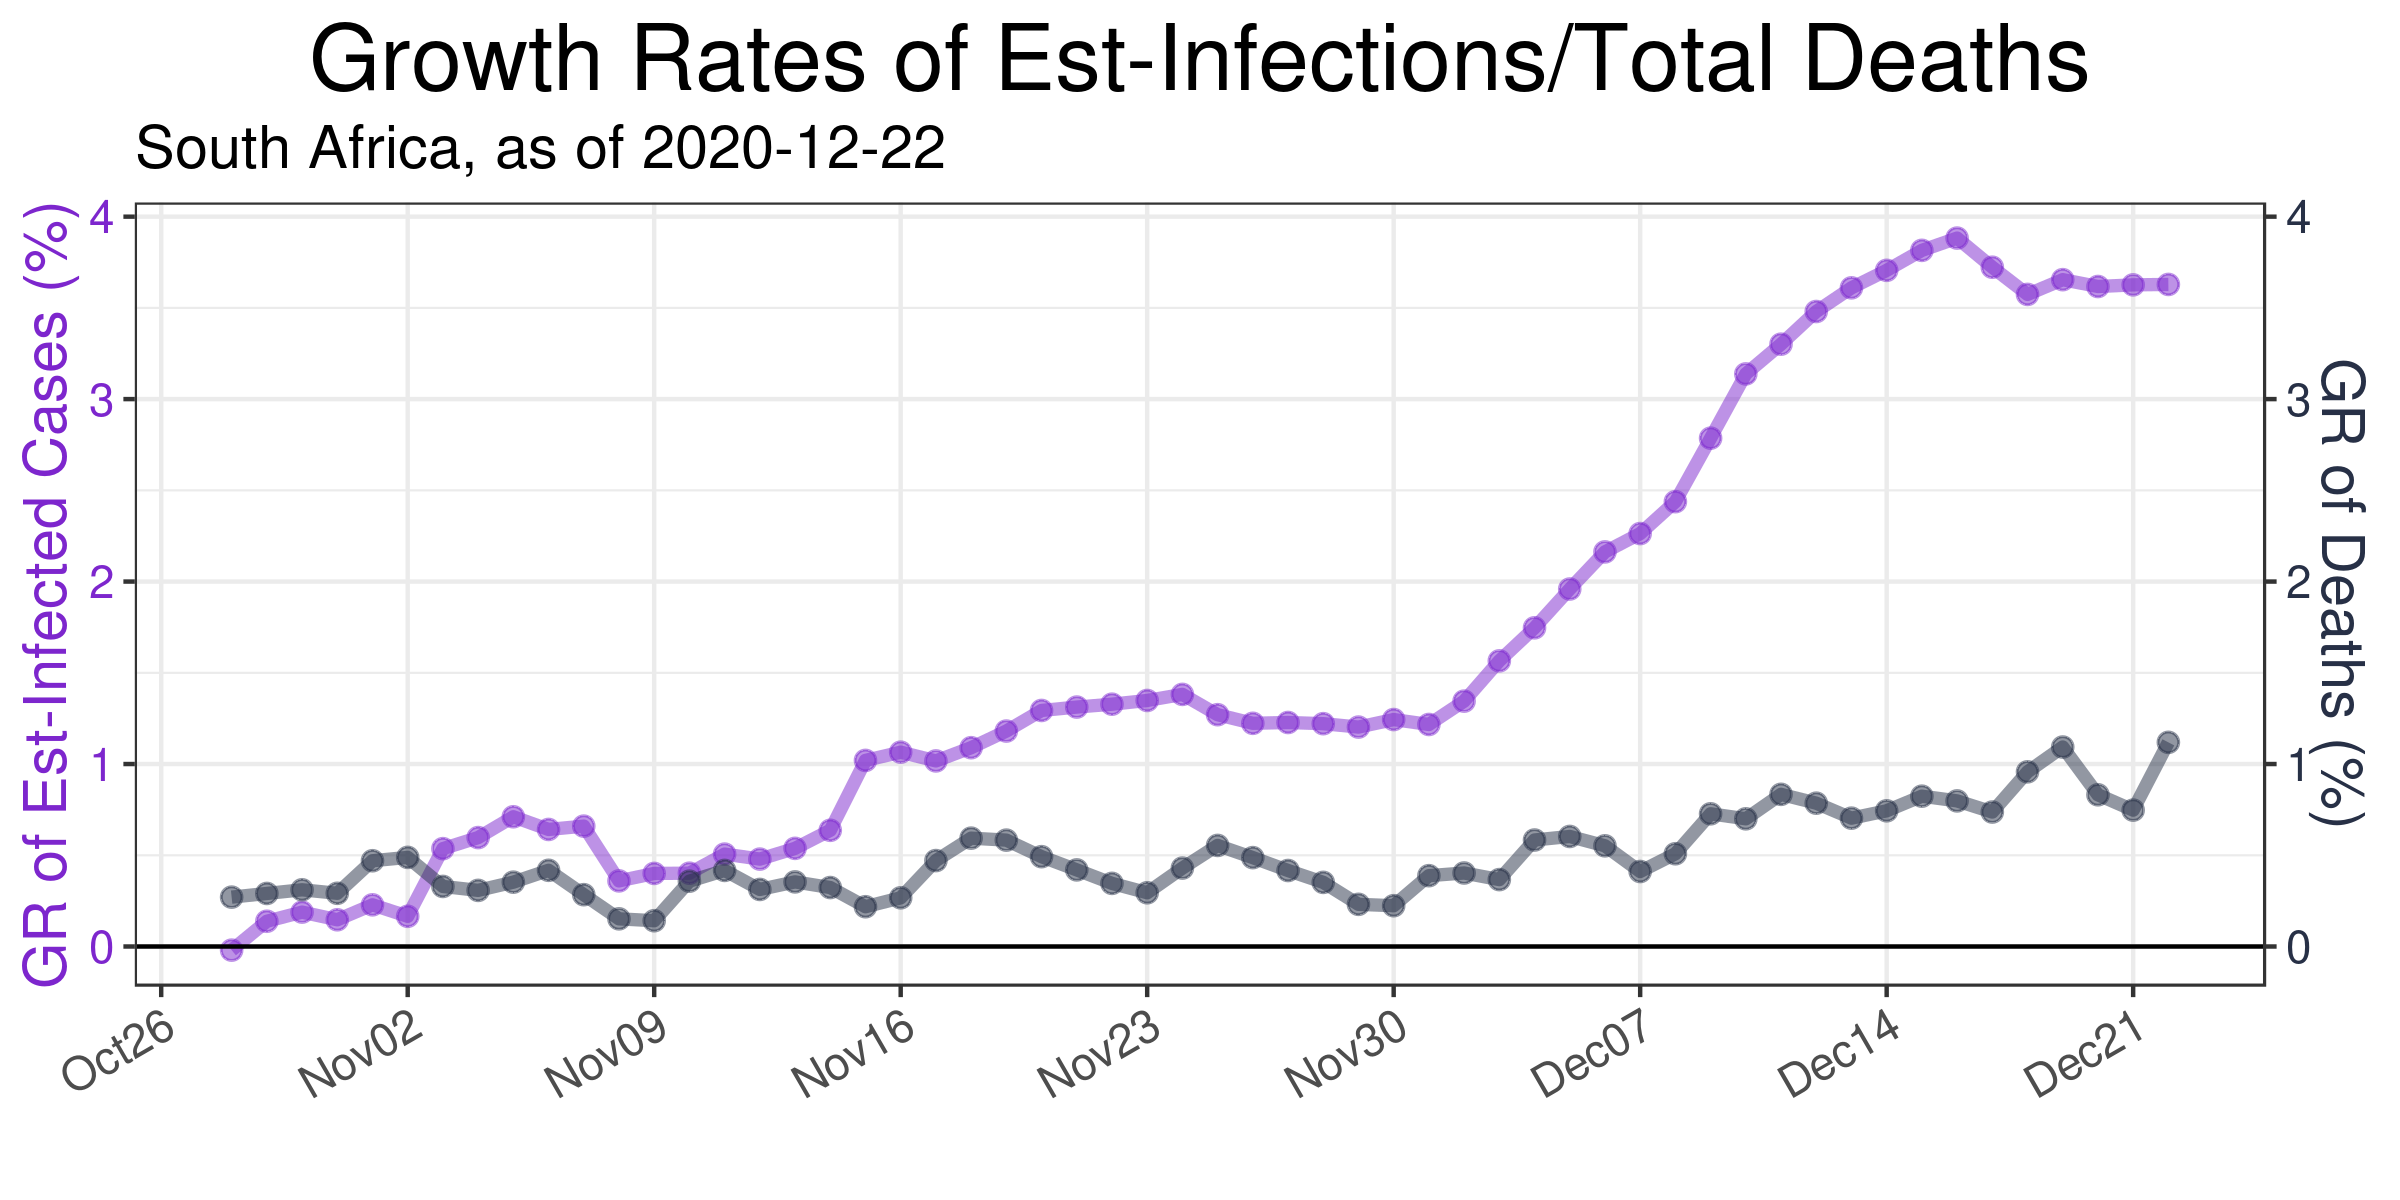 Growth Rates of Est-Infections/Total Deaths
South Africa, as of 2020-12-22
GR of Est-Infected Cases (%)
4
3
2
1
0
4
3
2
1
0
GR of Deaths (%)
Oct26
Nov02
Nov09
Nov16
Nov23
Nov30
Dec07
Dec14
Dec21